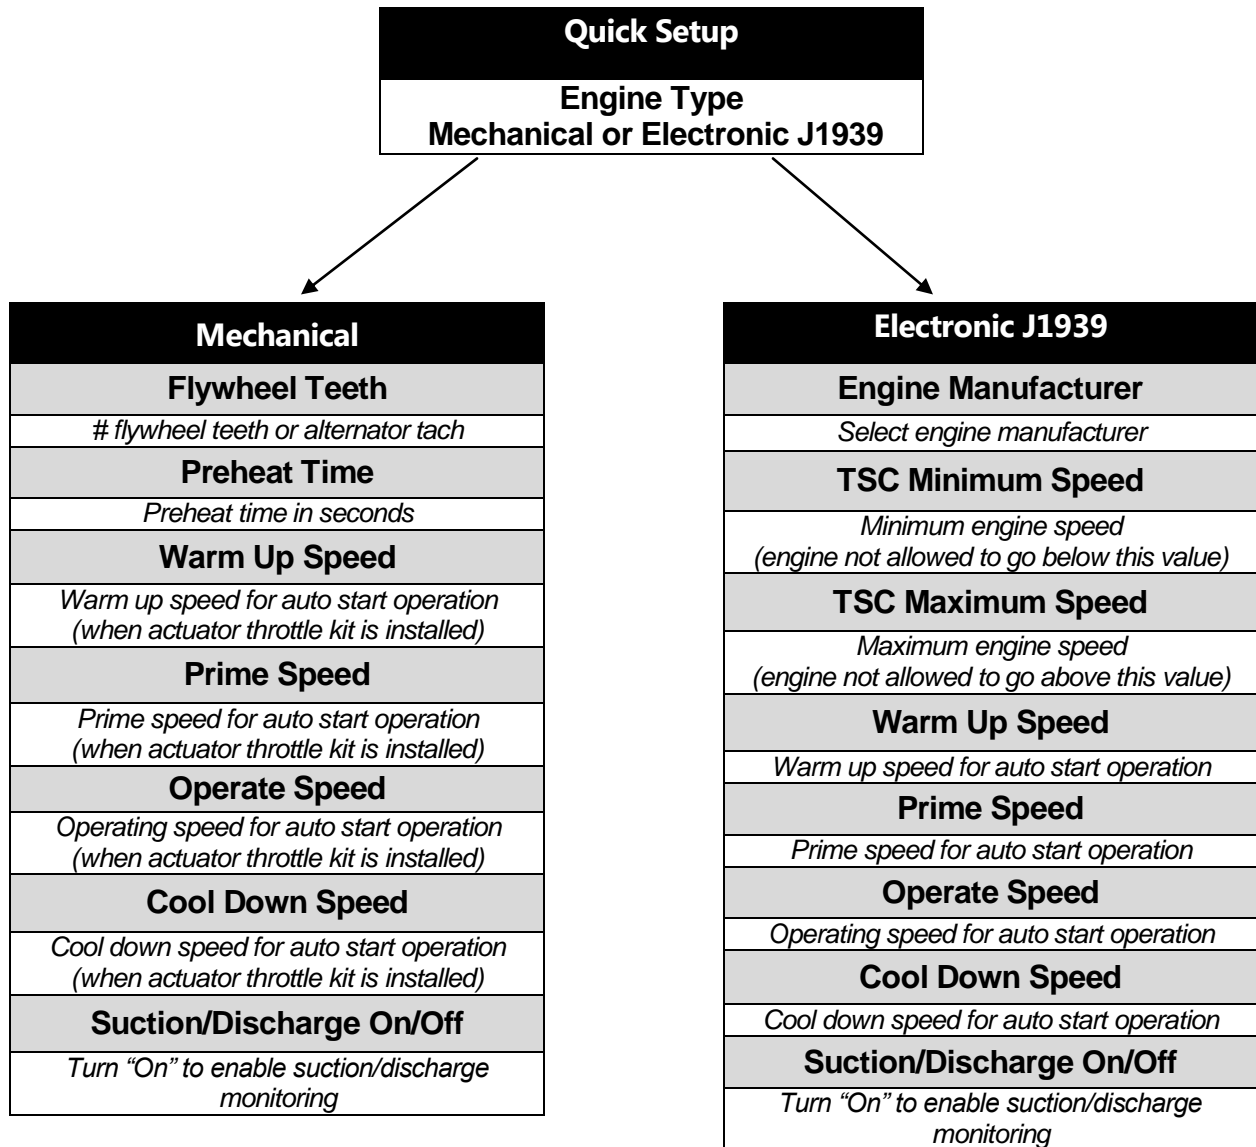 Quick Setup
Engine Type
Mechanical or Electronic J1939
Mechanical
Flywheel Teeth
# flywheel teeth or alternator tach
Preheat Time
Preheat time in seconds
Warm Up Speed
Warm up speed for auto start operation
(when actuator throttle kit is installed)
Prime Speed
Prime speed for auto start operation
(when actuator throttle kit is installed)
Operate Speed
Operating speed for auto start operation
(when actuator throttle kit is installed)
Cool Down Speed
Cool down speed for auto start operation
(when actuator throttle kit is installed)
Suction/Discharge On/Off
Turn “On” to enable suction/discharge
monitoring
Electronic J1939
Engine Manufacturer
Select engine manufacturer
TSC Minimum Speed
Minimum engine speed
(engine not allowed to go below this value)
TSC Maximum Speed
Maximum engine speed
(engine not allowed to go above this value)
Warm Up Speed
Warm up speed for auto start operation
Prime Speed
Prime speed for auto start operation
Operate Speed
Operating speed for auto start operation
Cool Down Speed
Cool down speed for auto start operation
Suction/Discharge On/Off
Turn “On” to enable suction/discharge
monitoring